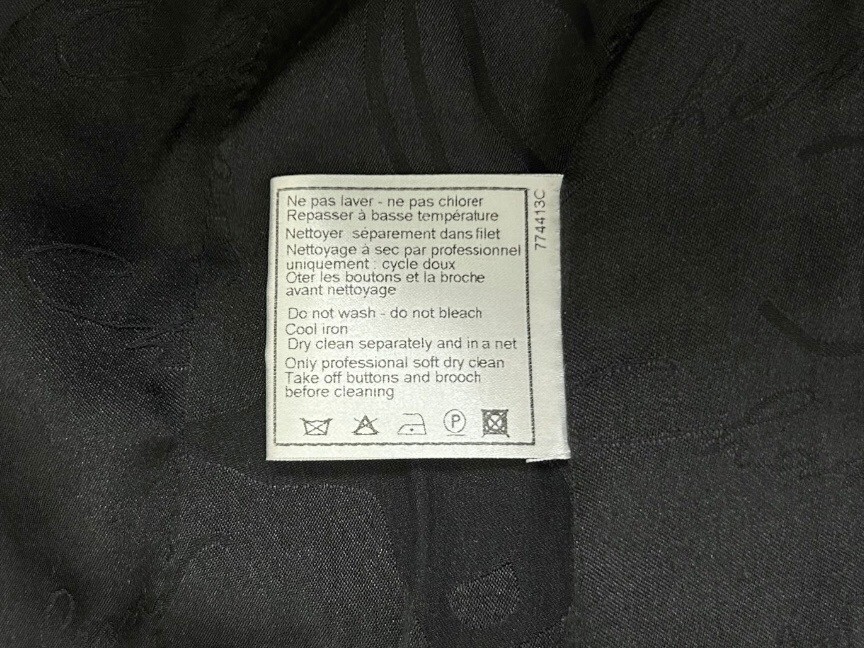 Ne pas laver - ne pas chlorer
Repasser à basse température
Nettoyer séparement dans filet
Nettoyage à sec par professionnel
uniquement : cycle doux
Oter les boutons et la broche
avant nettoyage
Do not wash - do not bleach
Cool iron
Dry clean separately and in a net
Only professional soft dry clean
Take off buttons and brooch
before cleaning
P
774413C